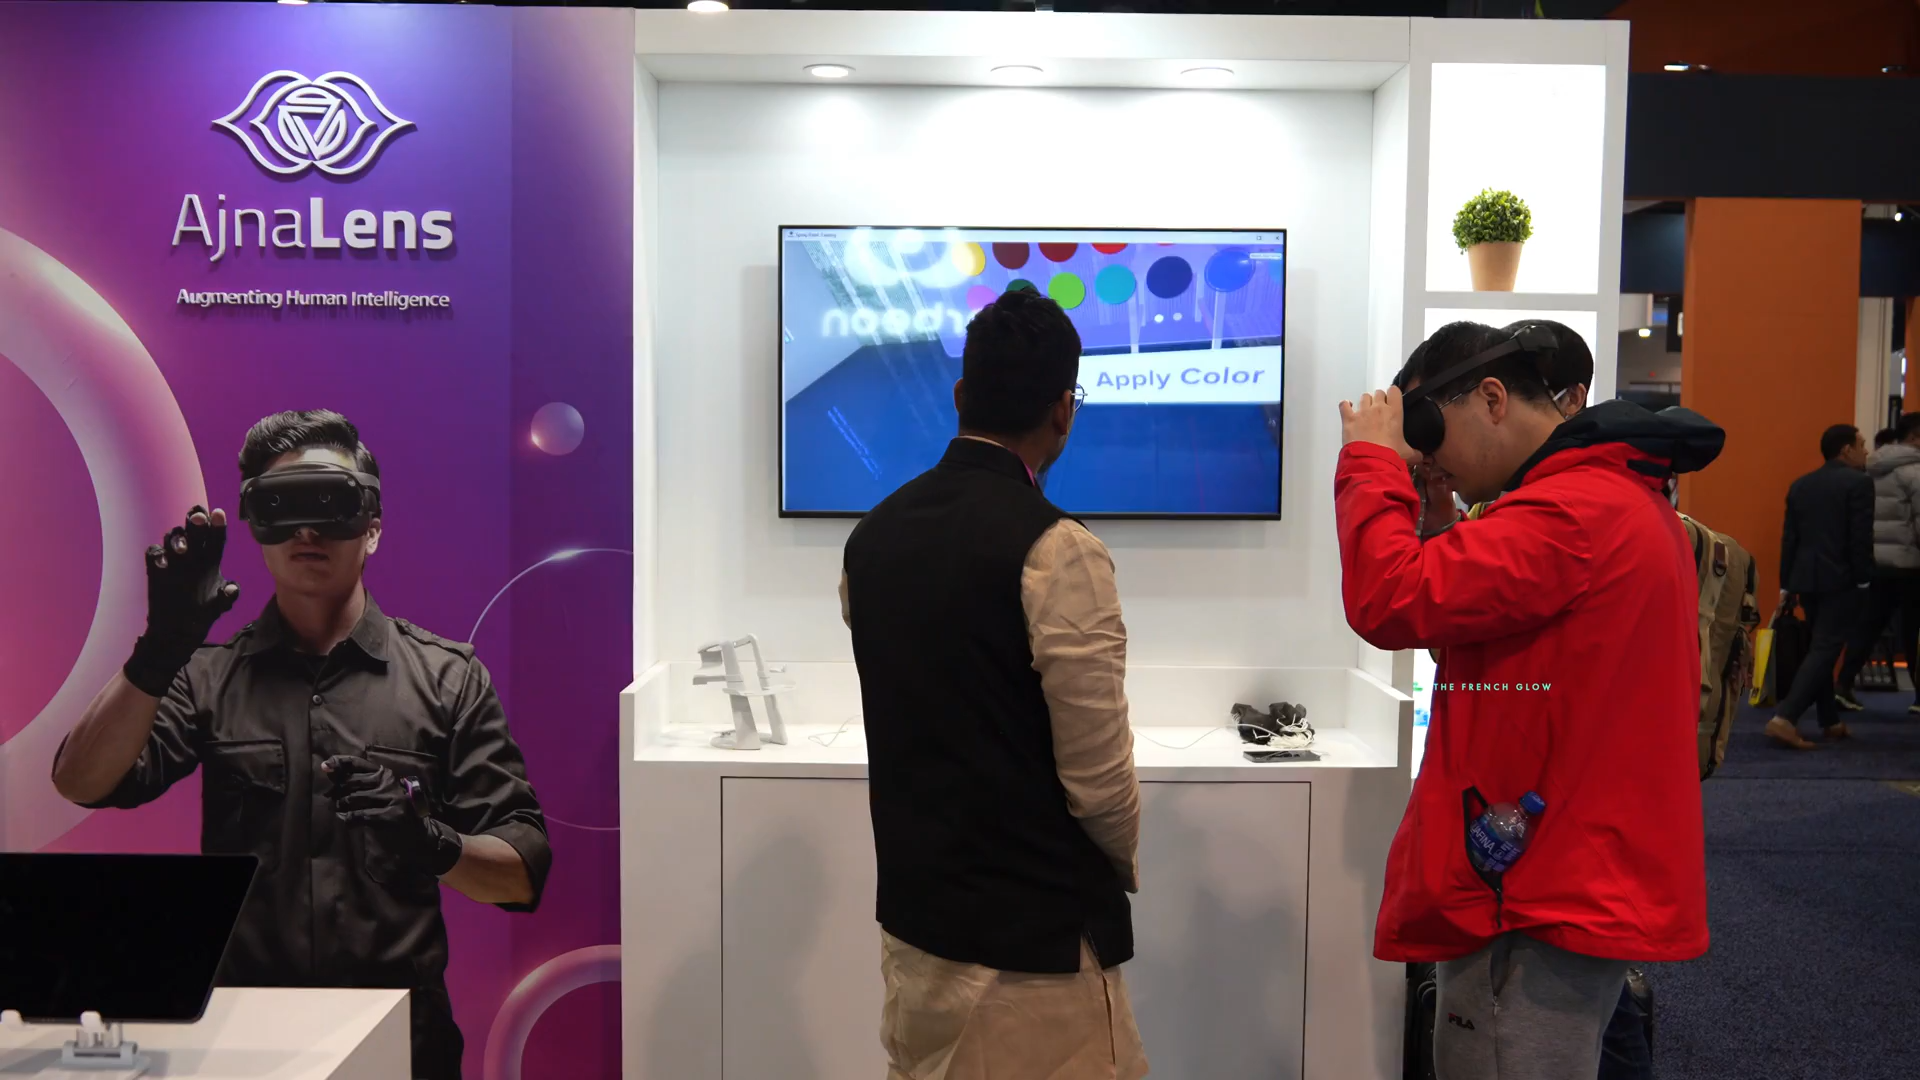 AjnaLens
Augmenting Human Intelligence
Apply Color
THE FRENCH GLOW
FILA